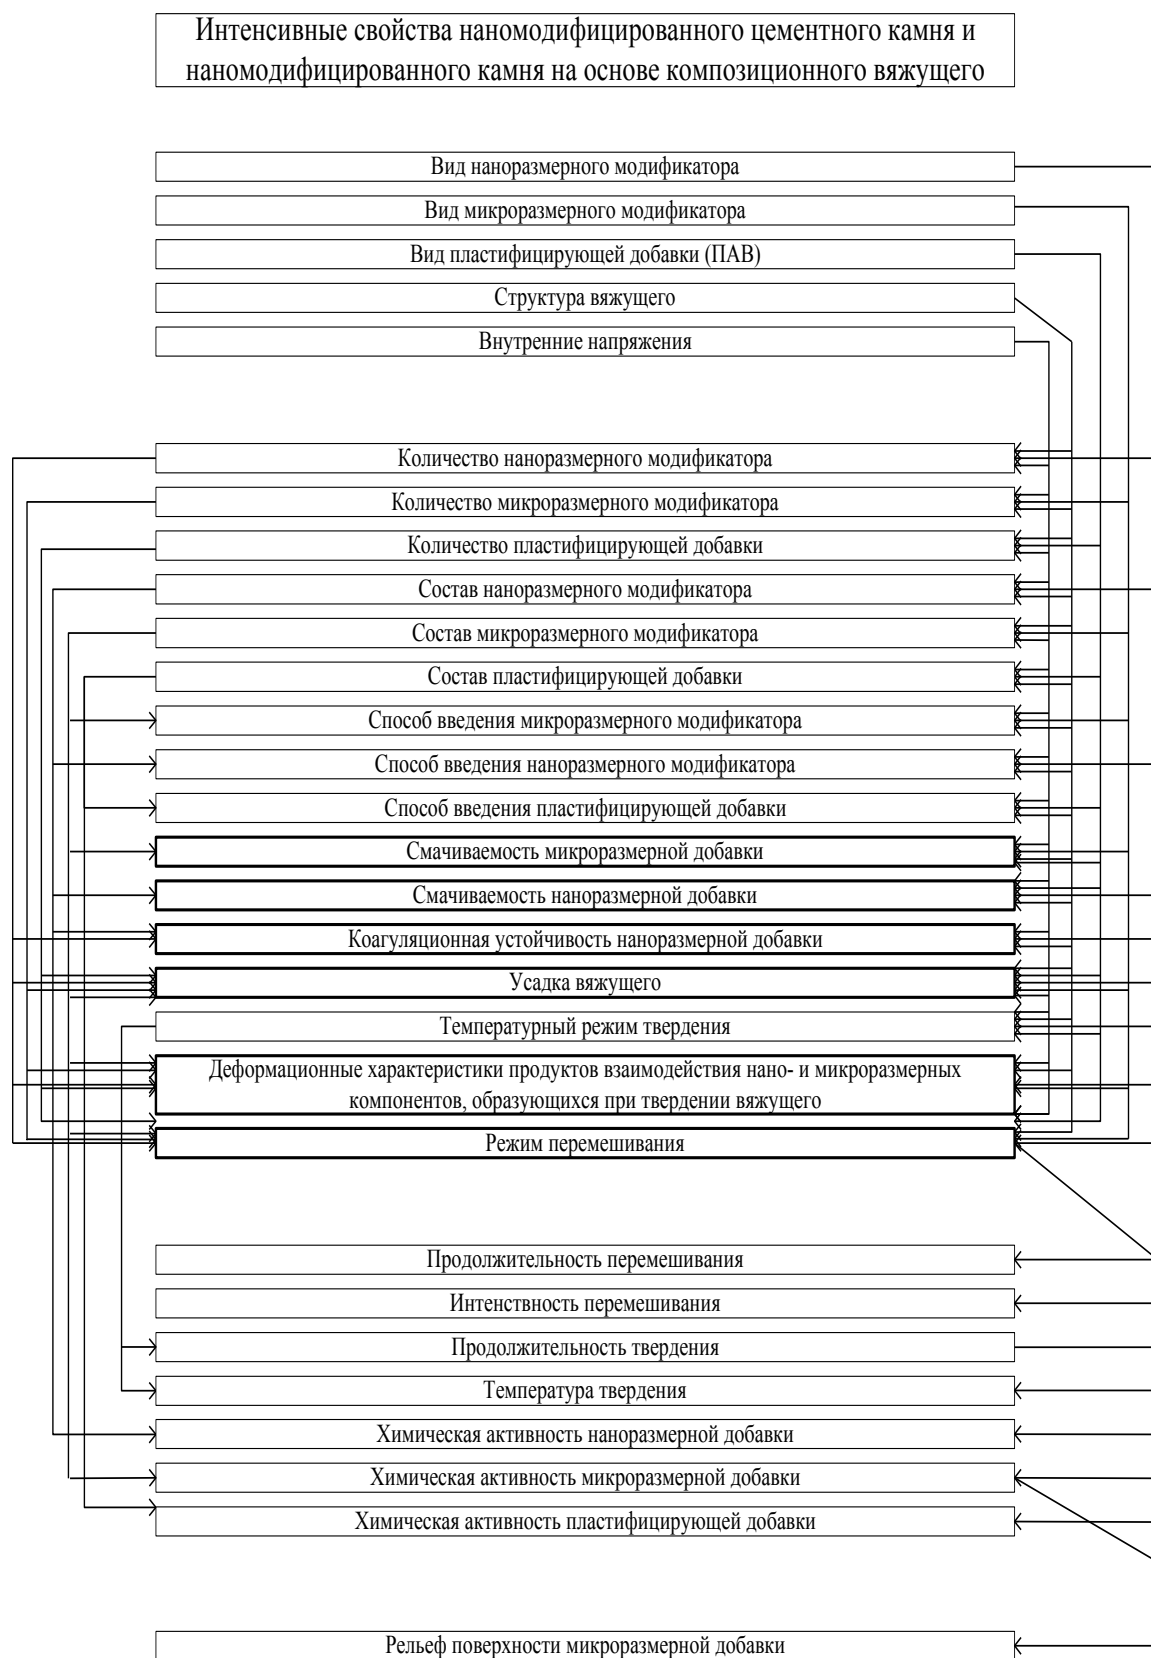 Интенсивные свойства наномодифицированного цементного камня и
наномодифицированного камня на основе композиционного вяжущего
Вид наноразмерного модификатора
Вид микроразмерного модификатора
Вид пластифицирующей добавки (ПАВ)
Структура вяжущего
Внутренние напряжения
Количество наноразмерного модификатора
Количество микроразмерного модификатора
Количество пластифицирующей добавки
Состав наноразмерного модификатора
Состав микроразмерного модификатора
Состав пластифицирующей добавки
Способ введения микроразмерного модификатора
Способ введения наноразмерного модификатора
Способ введения пластифицирующей добавки
Смачиваемость микроразмерной добавки
Смачиваемость наноразмерной добавки
Коагуляционная устойчивость наноразмерной добавки
Усадка вяжущего
Температурный режим твердения
Деформационные характеристики продуктов взаимодействия нано- и микроразмерных
компонентов, образующихся при твердении вяжущего
Режим перемешивания
Продолжительность перемешивания
Интенствность перемешивания
Продолжительность твердения
Температура твердения
Химическая активность наноразмерной добавки
Химическая активность микроразмерной добавки
Химическая активность пластифицирующей добавки
Рельеф поверхности микроразмерной добавки